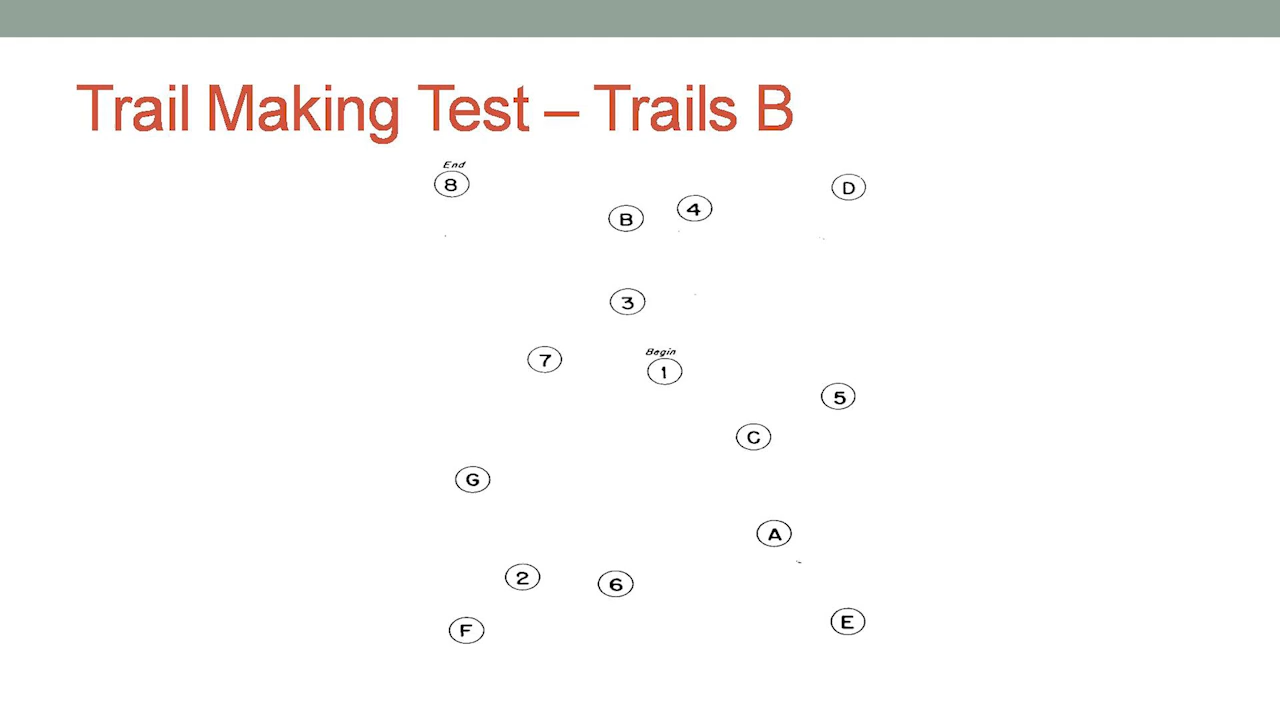 Trail Making Test – Trails B
End
8
B
4
D
3
7
Begin
1
5
C
G
A
2
6
F
E